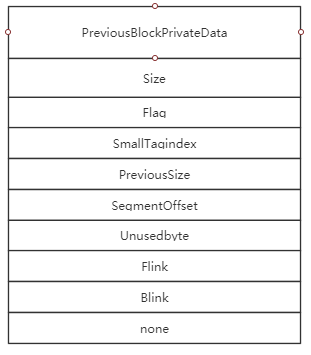 PreviousBlockPrivateData
Size
Flag
SmallTagindex
PreviousSize
SegmentOffset
Unusedbyte
Flink
Blink
none